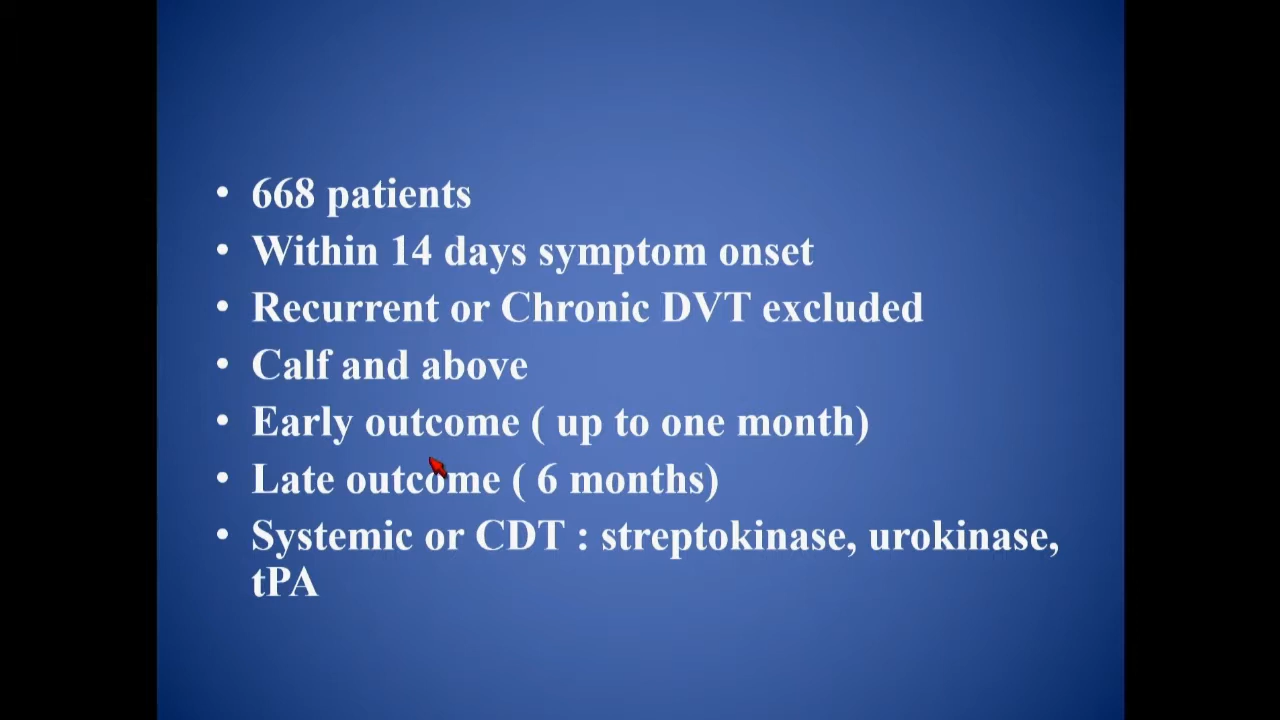 • 668 patients
• Within 14 days symptom onset
• Recurrent or Chronic DVT excluded
• Calf and above
• Early outcome ( up to one month)
• Late outcome ( 6 months)
• Systemic or CDT : streptokinase, urokinase,
tPA